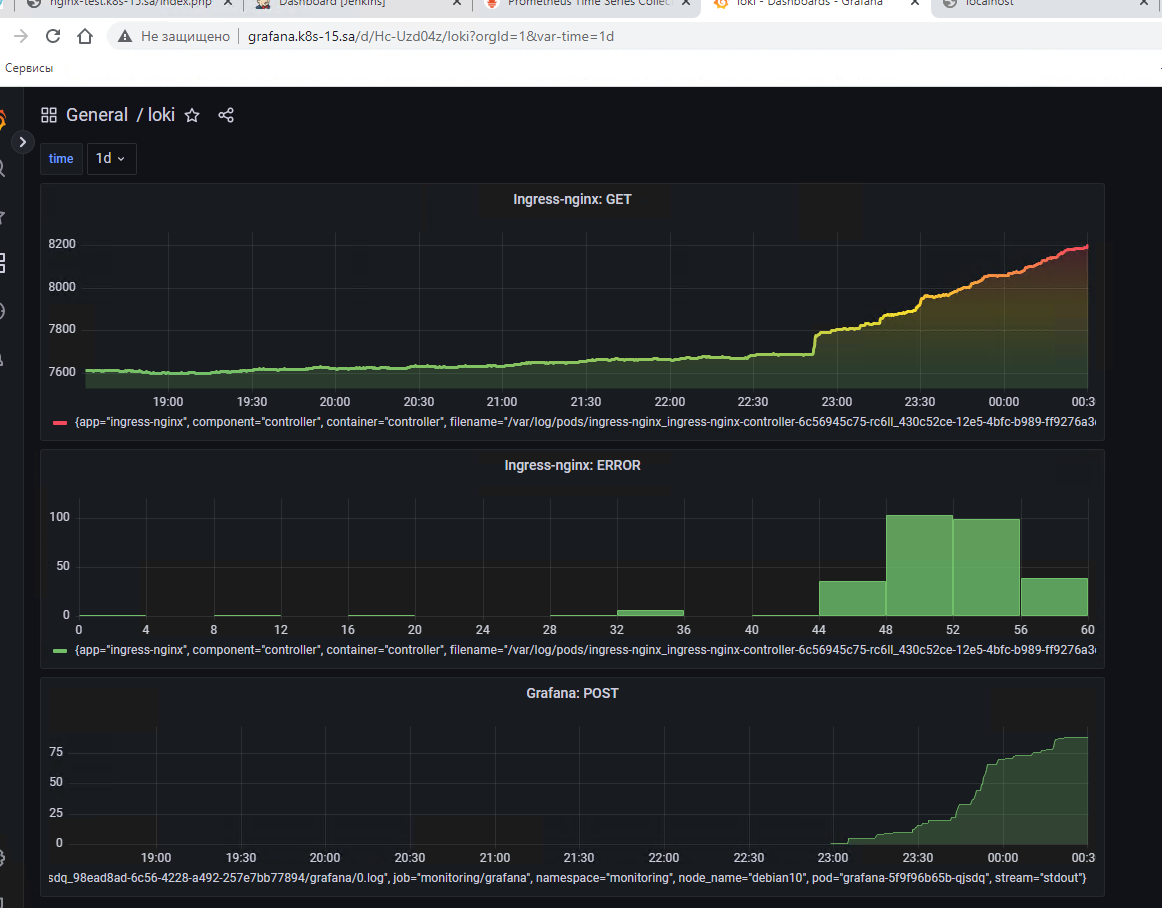 nginx-test.k8s-15.sa/index.php
Dashboard [Jenkins]
Prometheus Time Series Collec
loki - Dashboards - Grafana
localhost
Не защищено
grafana.k8s-15.sa/d/Hc-Uzd04z/loki?orgId=1&var-time=1d
Сервисы
General / loki
time 1d
Ingress-nginx: GET
8200
8000
7800
7600
19:00 19:30 20:00 20:30 21:00 21:30 22:00 22:30 23:00 23:30 00:00 00:3
{app="ingress-nginx", component="controller", container="controller", filename="/var/log/pods/ingress-nginx_ingress-nginx-controller-6c56945c75-rc6ll_430c52ce-12e5-4bfc-b989-ff9276a3
Ingress-nginx: ERROR
100
50
0
0 4 8 12 16 20 24 28 32 36 40 44 48 52 56 60
{app="ingress-nginx", component="controller", container="controller", filename="/var/log/pods/ingress-nginx_ingress-nginx-controller-6c56945c75-rc6ll_430c52ce-12e5-4bfc-b989-ff9276a3
Grafana: POST
75
50
25
0
19:00 19:30 20:00 20:30 21:00 21:30 22:00 22:30 23:00 23:30 00:00 00:3
sdq_98ead8ad-6c56-4228-a492-257e7bb77894/grafana/0.log", job="monitoring/grafana", namespace="monitoring", node_name="debian10", pod="grafana-5f9f96b65b-qjsdq", stream="stdout"}